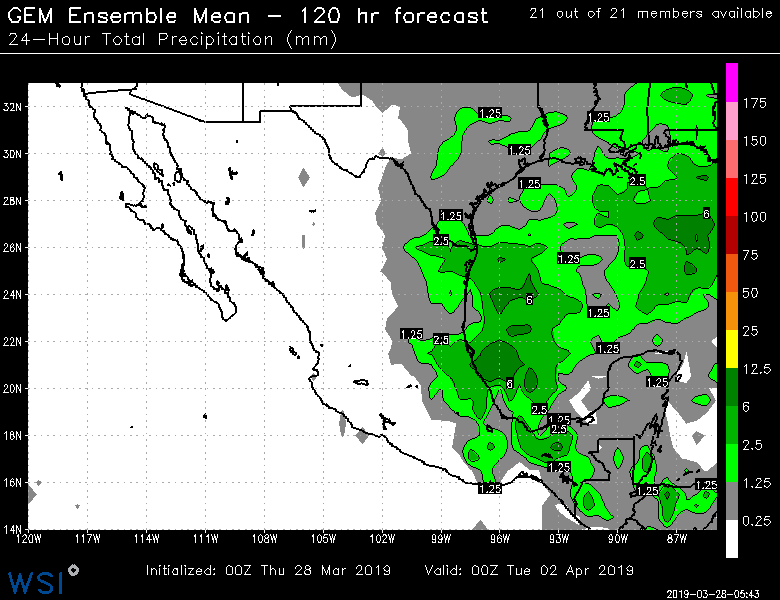 GEM Ensemble Mean – 120 hr forecast
21 out of 21 members available
24–Hour Total Precipitation (mm)
32N
30N
28N
26N
24N
22N
20N
18N
16N
14N
120W
117W
114W
111W
108W
105W
102W
99W
96W
93W
90W
87W
1.25
1.25
1.25
1.25
2.5
1.25
6
2.5
1.25
2.5
6
1.25
1.25
2.5
1.25
6
1.25
2.5
1.25
2.5
1.25
1.25
1.25
1.25
175
150
125
100
75
50
25
12.5
6
2.5
1.25
0.25
WSI
Initialized: 00Z Thu 28 Mar 2019
Valid: 00Z Tue 02 Apr 2019
2019-03-28-05:43